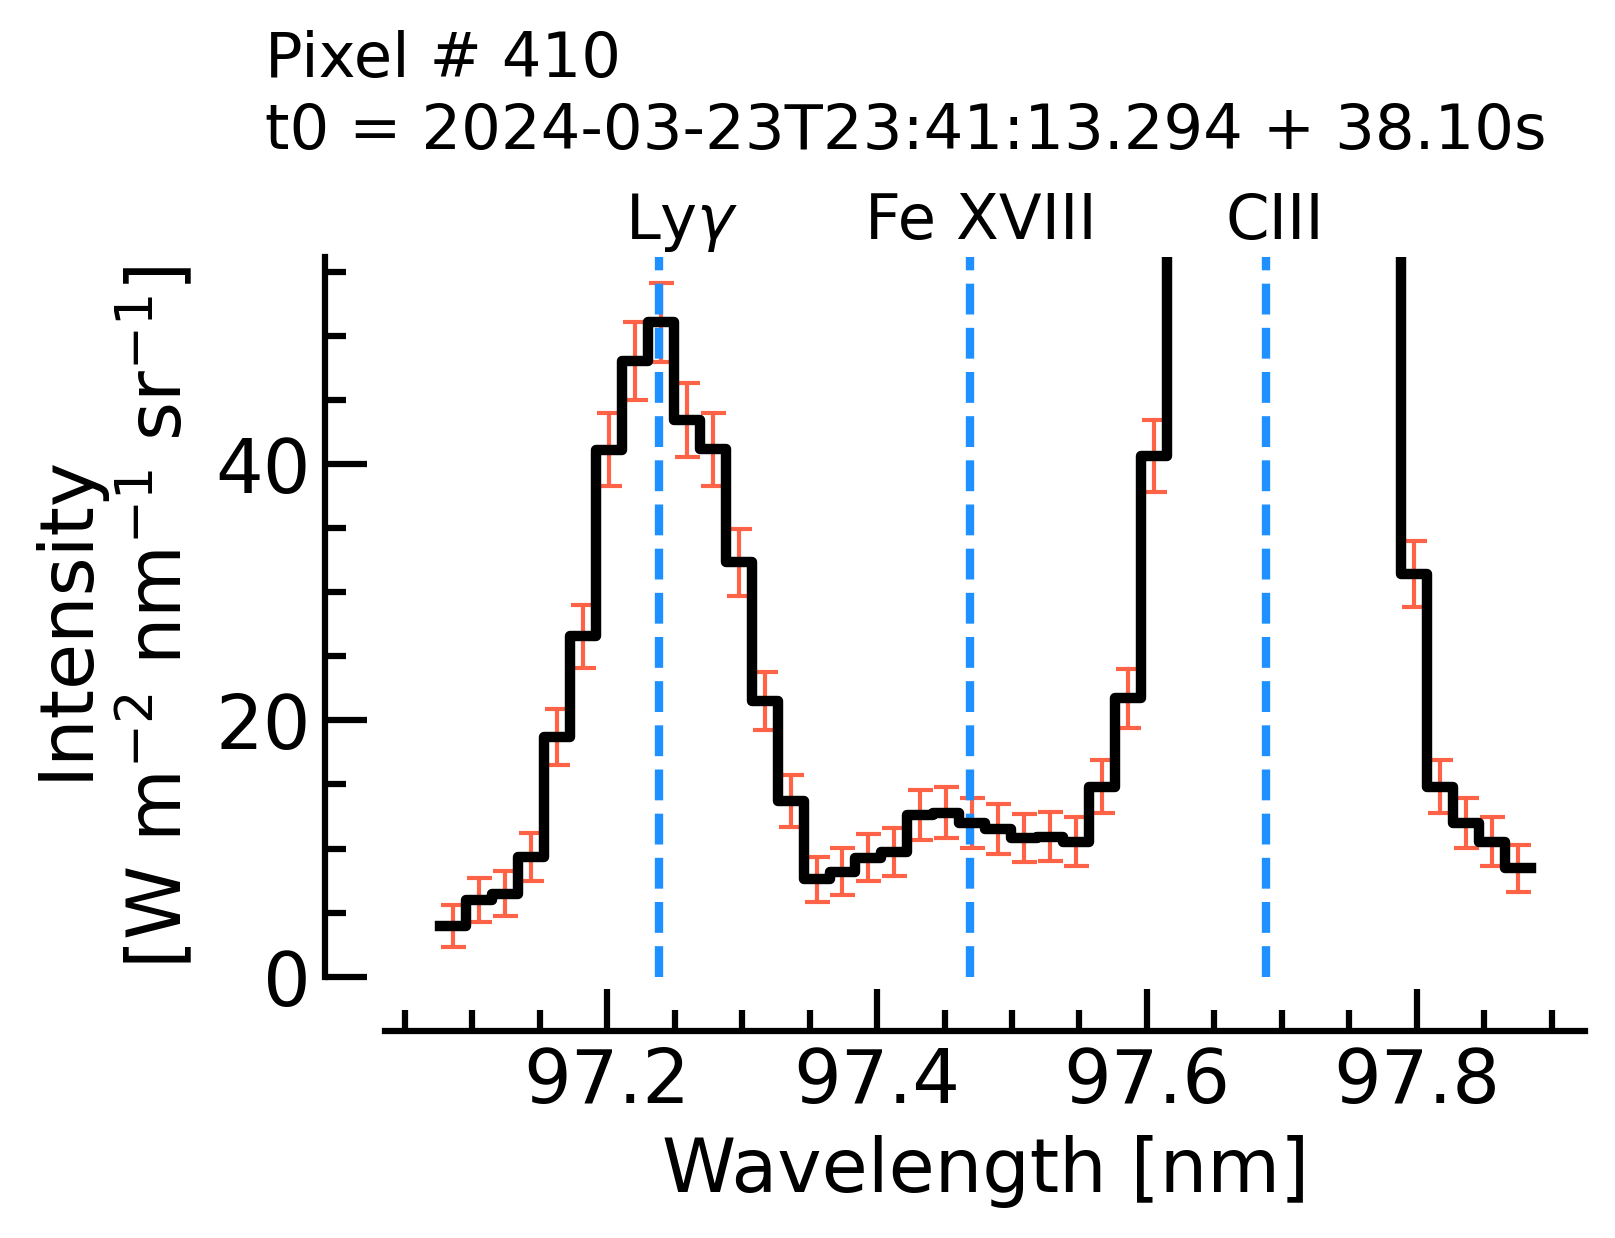 Pixel # 410
t0 = 2024-03-23T23:41:13.294 + 38.10s
Lyγ Fe XVIII CIII
Intensity
[W m⁻² nm⁻¹ sr⁻¹]
40
20
0
97.2 97.4 97.6 97.8
Wavelength [nm]